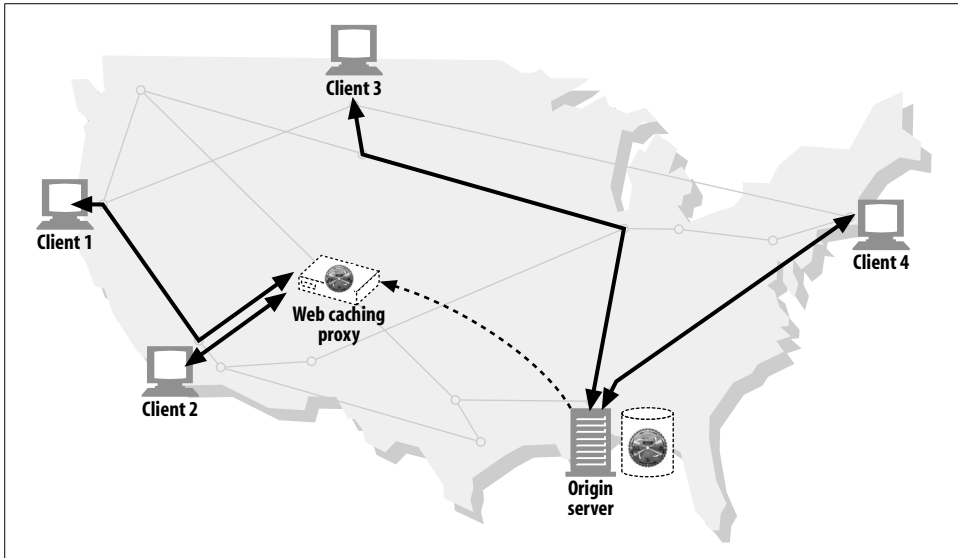 Client 3
Client 1
Client 4
Web caching
proxy
Client 2
Origin
server